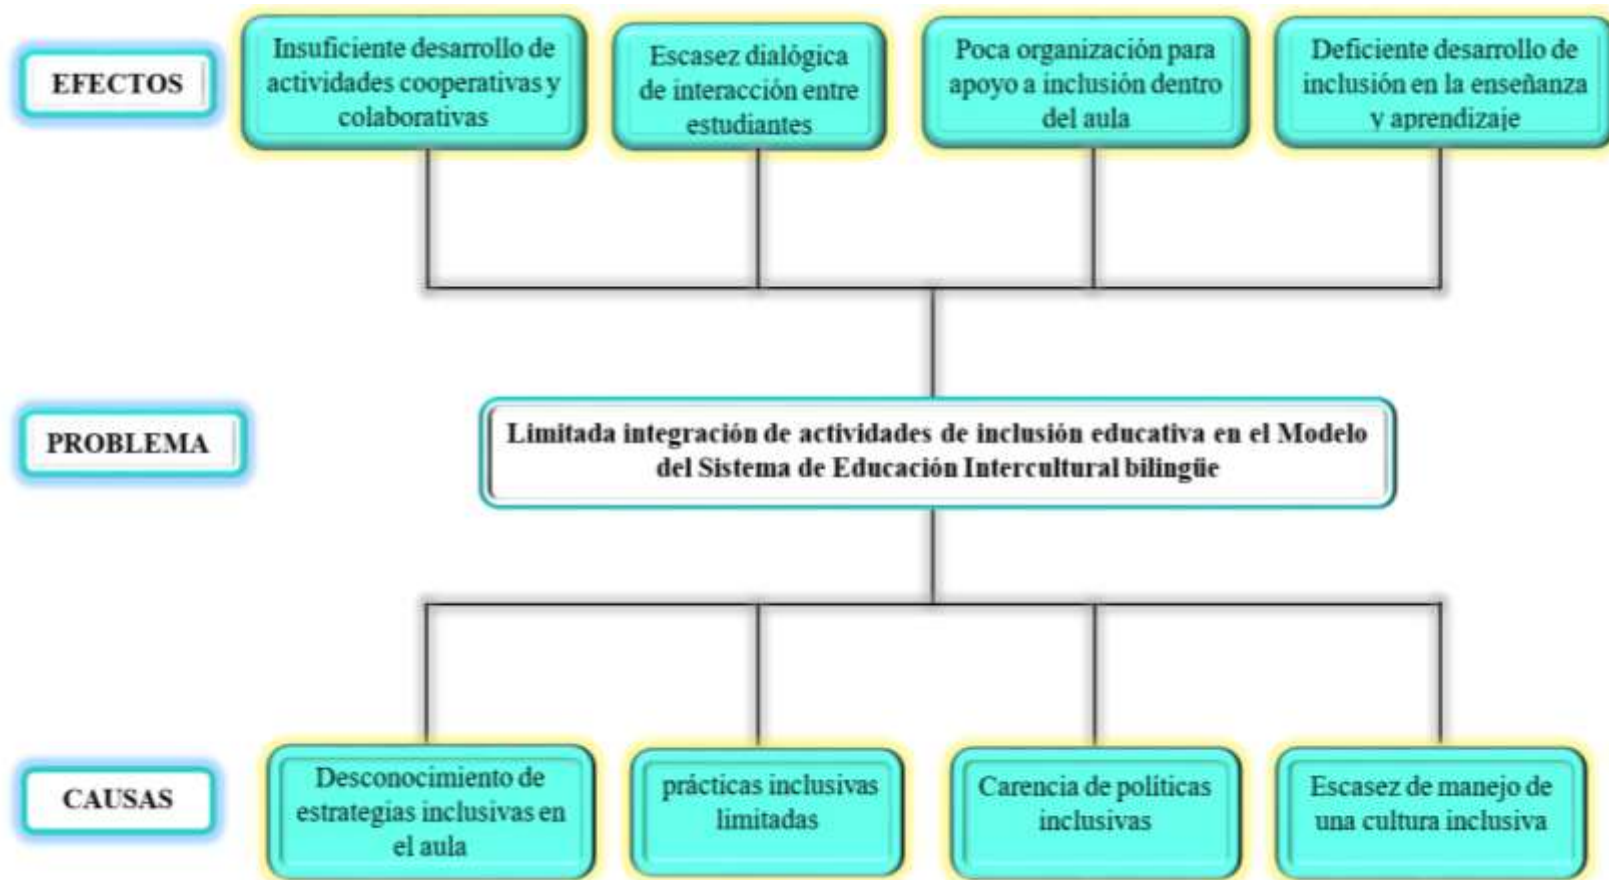 EFECTOS
Insuficiente desarrollo de
actividades cooperativas y
colaborativas
Escasez dialógica
de interacción entre
estudiantes
Poca organización para
apoyo a inclusión dentro
del aula
Deficiente desarrollo de
inclusión en la enseñanza
y aprendizaje
PROBLEMA
Limitada integración de actividades de inclusión educativa en el Modelo
del Sistema de Educación Intercultural bilingüe
CAUSAS
Desconocimiento de
estrategias inclusivas en
el aula
prácticas inclusivas
limitadas
Carencia de políticas
inclusivas
Escasez de manejo de
una cultura inclusiva